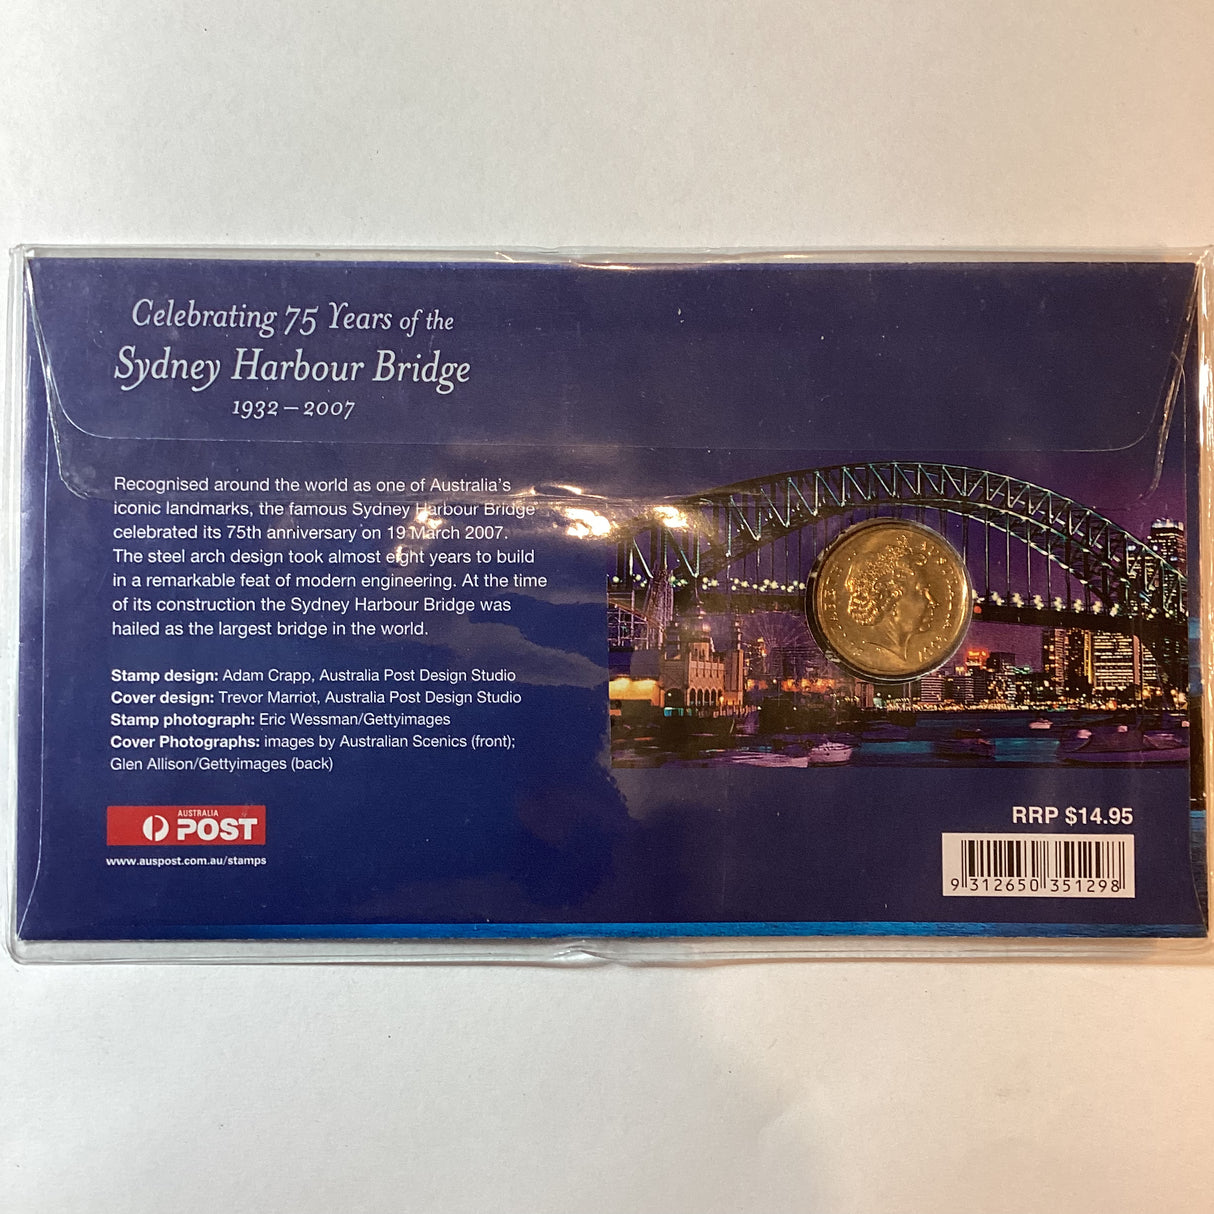 Celebrating 75 Years of the
Sydney Harbour Bridge
1932 – 2007
Recognised around the world as one of Australia's
iconic landmarks, the famous Sydney Harbour Bridge
celebrated its 75th anniversary on 19 March 2007.
The steel arch design took almost eight years to build
in a remarkable feat of modern engineering. At the time
of its construction the Sydney Harbour Bridge was
hailed as the largest bridge in the world.
Stamp design: Adam Crapp, Australia Post Design Studio
Cover design: Trevor Marriot, Australia Post Design Studio
Stamp photograph: Eric Wessman/Gettyimages
Cover Photographs: images by Australian Scenics (front);
Glen Allison/Gettyimages (back)
AUSTRALIA
POST
www.auspost.com.au/stamps
RRP $14.95
9 312650 351298